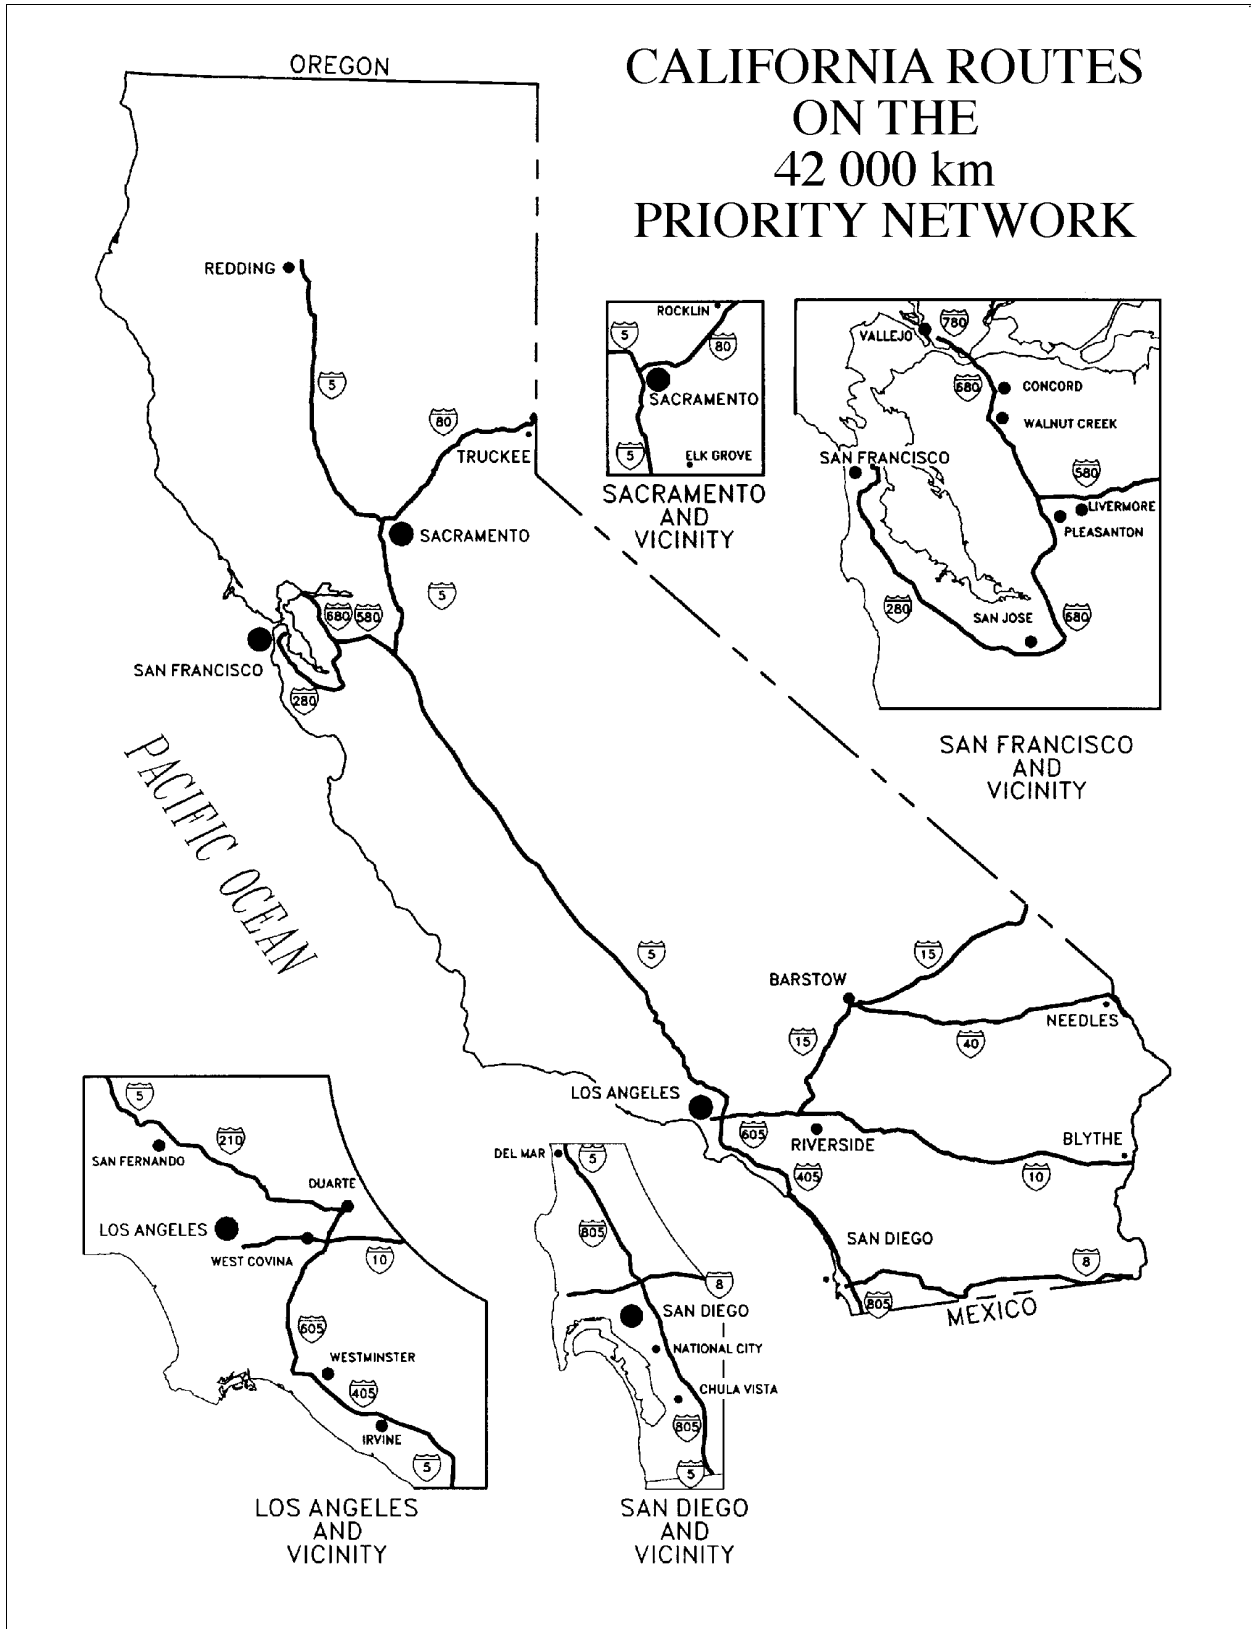 OREGON
CALIFORNIA ROUTES
ON THE
42 000 km
PRIORITY NETWORK
REDDING
5
80
TRUCKEE
SACRAMENTO
5
680
580
SAN FRANCISCO
280
PACIFIC OCEAN
5
BARSTOW
15
15
NEEDLES
40
LOS ANGELES
605
RIVERSIDE
BLYTHE
405
10
SAN DIEGO
8
805
MEXICO
ROCKLIN
5
80
SACRAMENTO
5
ELK GROVE
SACRAMENTO
AND
VICINITY
780
VALLEJO
680
CONCORD
WALNUT CREEK
SAN FRANCISCO
580
LIVERMORE
PLEASANTON
280
SAN JOSE
680
SAN FRANCISCO
AND
VICINITY
5
210
SAN FERNANDO
DUARTE
LOS ANGELES
WEST COVINA
10
605
WESTMINSTER
405
IRVINE
5
LOS ANGELES
AND
VICINITY
DEL MAR
5
805
8
SAN DIEGO
NATIONAL CITY
CHULA VISTA
805
5
SAN DIEGO
AND
VICINITY